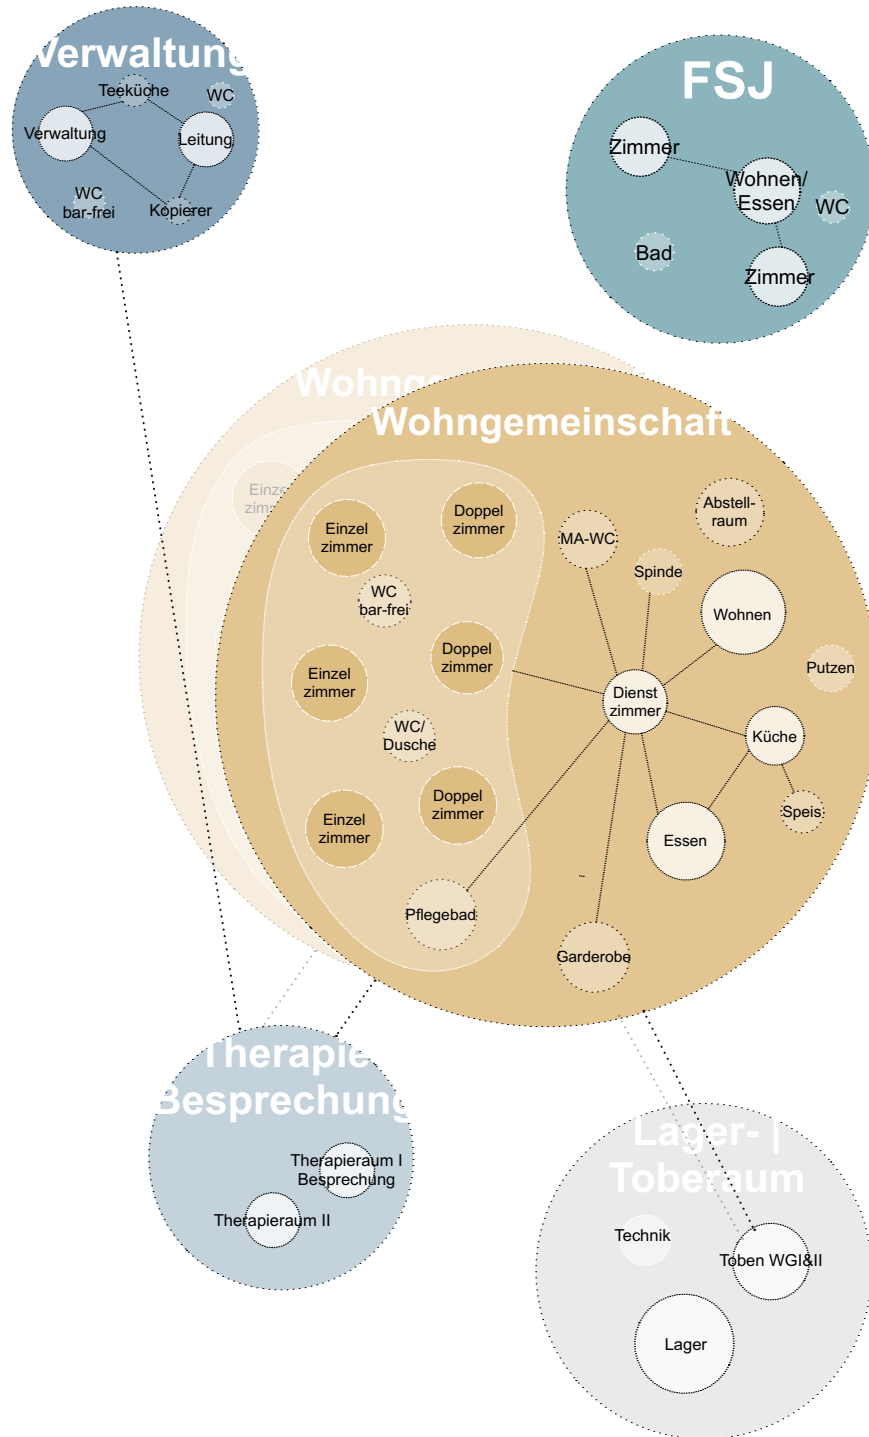 Verwaltung
Teeküche
WC
Verwaltung
Leitung
WC
bar-frei
Kopierer
FSJ
Zimmer
Wohnen/
Essen
WC
Bad
Zimmer
Wohnge
Wohngemeinschaft
Einzel
zimmer
Einzel
zimmer
Doppel
zimmer
MA-WC
Abstell-
raum
Spinde
WC
bar-frei
Wohnen
Einzel
zimmer
Doppel
zimmer
Dienst
zimmer
Putzen
WC/
Dusche
Küche
Einzel
zimmer
Doppel
zimmer
Essen
Speis
Pflegebad
Garderobe
Therapie
Besprechung
Therapieraum I
Besprechung
Therapieraum II
Lager- |
Toberaum
Technik
Toben WGI&II
Lager